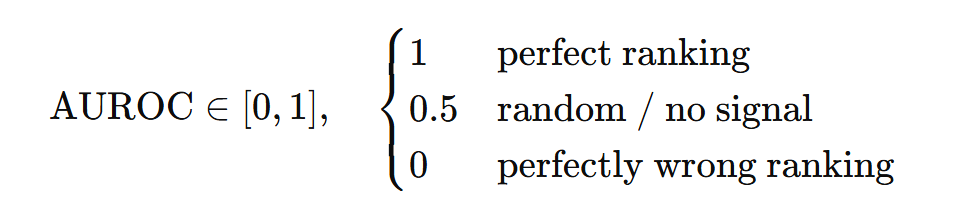 1 perfect ranking
AUROC ∈ [0, 1], 0.5 random / no signal
0 perfectly wrong ranking